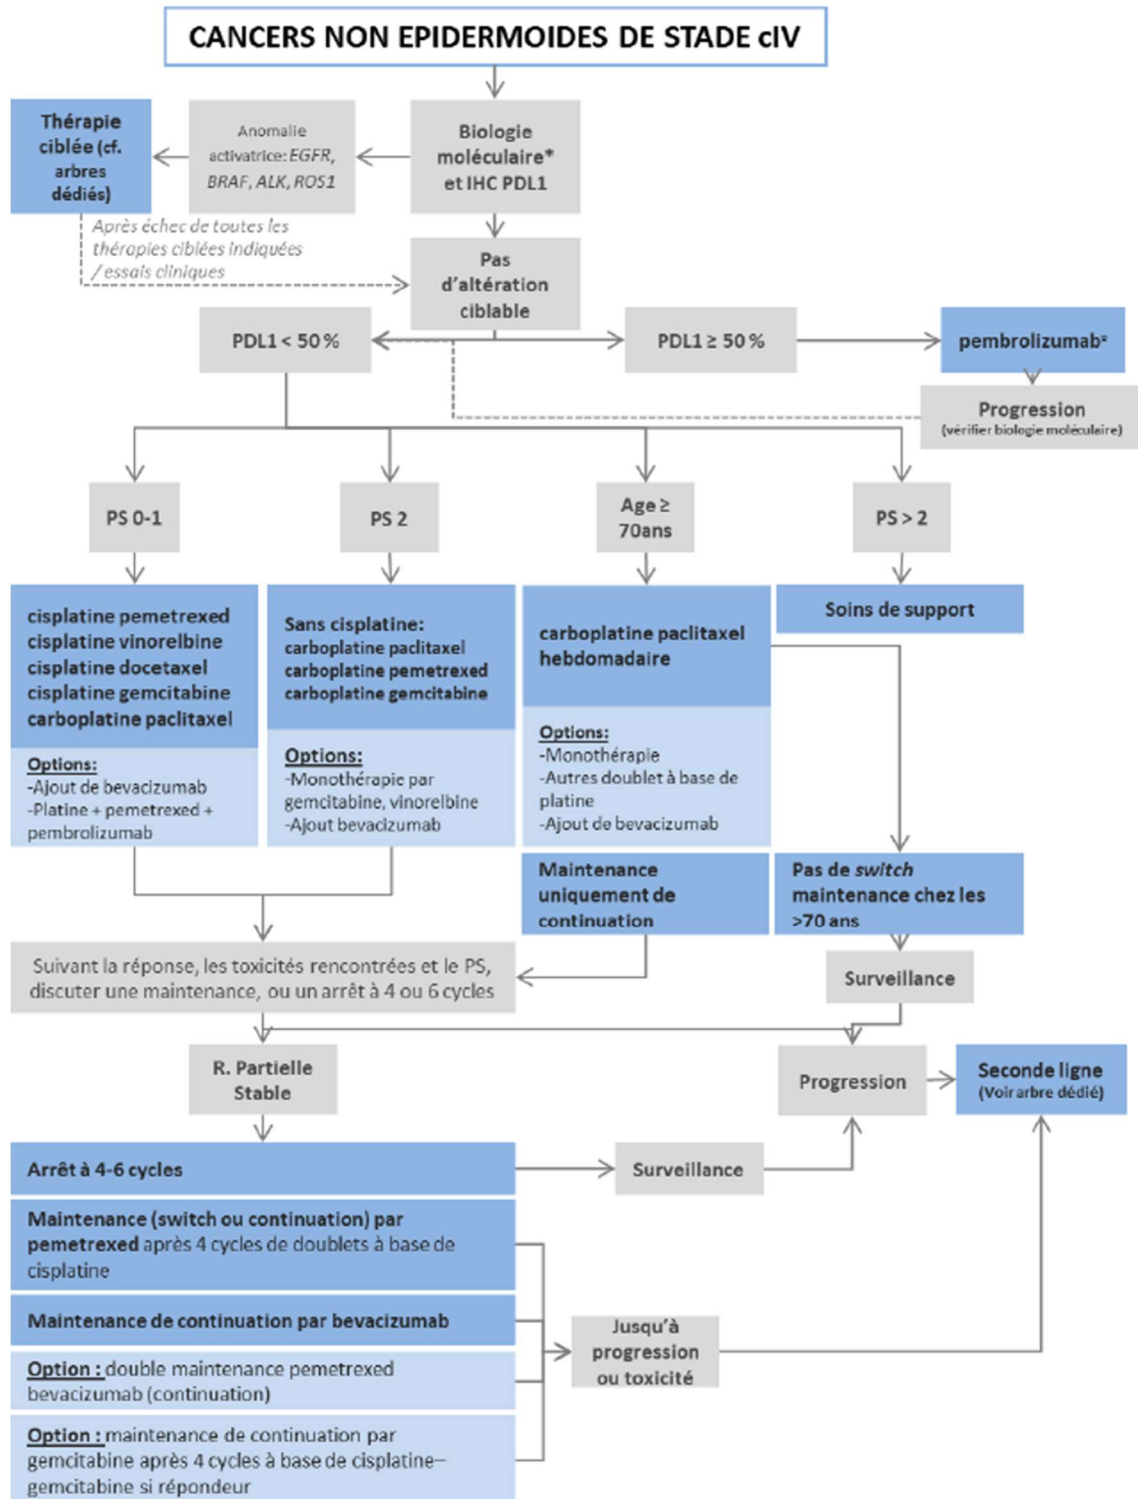 CANCERS NON EPIDERMOIDES DE STADE cIV
Thérapie
ciblée (cf.
arbres
dédiés)
Anomalie
activatrice: EGFR,
BRAF, ALK, ROS1
Biologie
moléculaire*
et IHC PDL1
Après échec de toutes les
thérapies ciblées indiquées
/ essais cliniques
Pas
d'altération
ciblable
PDL1 < 50 %
PDL1 ≥ 50 %
pembrolizumab¤
Progression
(vérifier biologie moléculaire)
PS 0-1
PS 2
Age ≥
70ans
PS > 2
cisplatine pemetrexed
cisplatine vinorelbine
cisplatine docetaxel
cisplatine gemcitabine
carboplatine paclitaxel
Options:
-Ajout de bevacizumab
-Platine + pemetrexed +
pembrolizumab
Sans cisplatine:
carboplatine paclitaxel
carboplatine pemetrexed
carboplatine gemcitabine
Options:
-Monothérapie par
gemcitabine, vinorelbine
-Ajout bevacizumab
carboplatine paclitaxel
hebdomadaire
Options:
-Monothérapie
-Autres doublet à base de
platine
-Ajout de bevacizumab
Soins de support
Maintenance
uniquement de
continuation
Pas de switch
maintenance chez les
>70 ans
Suivant la réponse, les toxicités rencontrées et le PS,
discuter une maintenance, ou un arrêt à 4 ou 6 cycles
Surveillance
R. Partielle
Stable
Progression
Seconde ligne
(Voir arbre dédié)
Arrêt à 4-6 cycles
Surveillance
Maintenance (switch ou continuation) par
pemetrexed après 4 cycles de doublets à base de
cisplatine
Maintenance de continuation par bevacizumab
Option : double maintenance pemetrexed
bevacizumab (continuation)
Option : maintenance de continuation par
gemcitabine après 4 cycles à base de cisplatine–
gemcitabine si répondeur
Jusqu'à
progression
ou toxicité